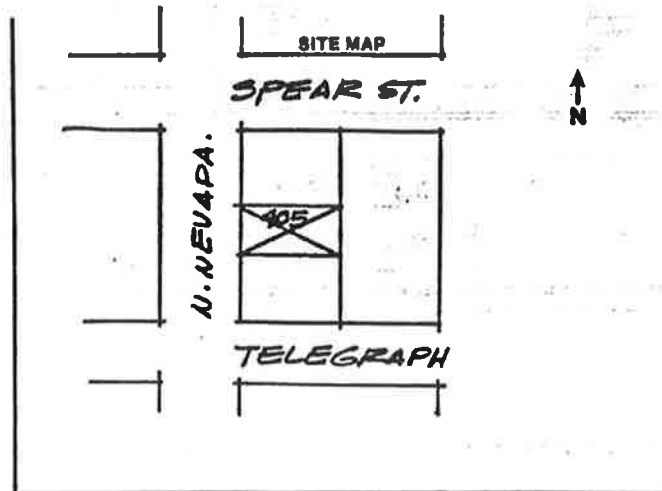 SITE MAP
SPEAR ST.
N
N. NEVADA.
405
TELEGRAPH